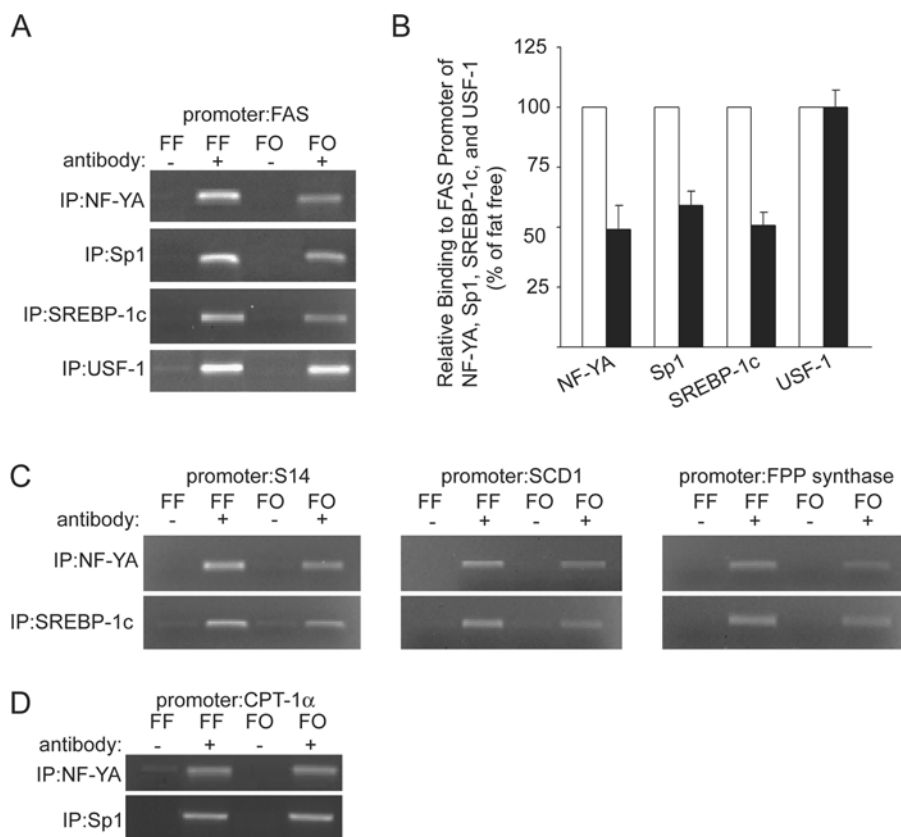 A
promoter:FAS
FF FF FO FO
antibody: - + - +
IP:NF-YA
IP:Sp1
IP:SREBP-1c
IP:USF-1
B
Relative Binding to FAS Promoter of
NF-YA, Sp1, SREBP-1c, and USF-1
(% of fat free)
125
100
75
50
25
NF-YA
Sp1
SREBP-1c
USF-1
C
promoter:S14 promoter:SCD1 promoter:FPP synthase
FF FF FO FO FF FF FO FO FF FF FO FO
antibody: - + - + - + - + - + - +
IP:NF-YA
IP:SREBP-1c
D
promoter:CPT-1α
FF FF FO FO
antibody: - + - +
IP:NF-YA
IP:Sp1